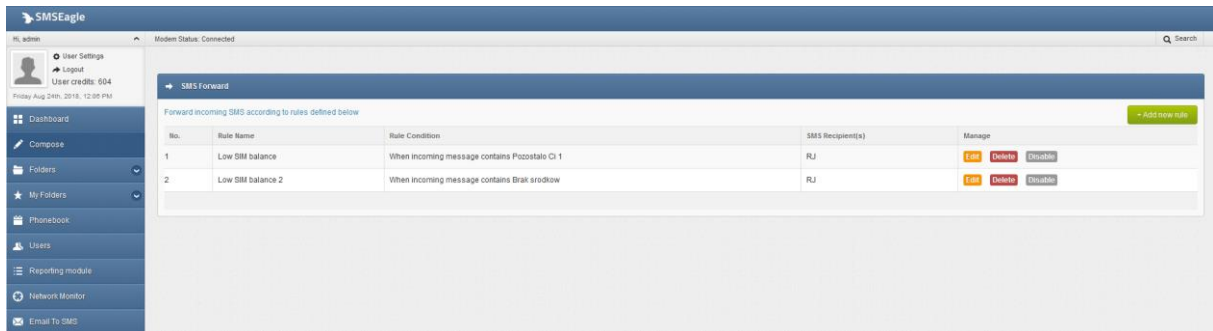 SMSEagle
Hi, admin
Modem Status: Connected
Search
User Settings
Logout
User credits: 604
Friday Aug 24th, 2018, 12:06 PM
Dashboard
Compose
Folders
My Folders
Phonebook
Users
Reporting module
Network Monitor
Email To SMS
SMS Forward
Forward incoming SMS according to rules defined below
+ Add new rule
No. Rule Name Rule Condition SMS Recipient(s) Manage
1 Low SIM balance When incoming message contains Pozostalo Ci 1 RJ Edit Delete Disable
2 Low SIM balance 2 When incoming message contains Brak srodkow RJ Edit Delete Disable